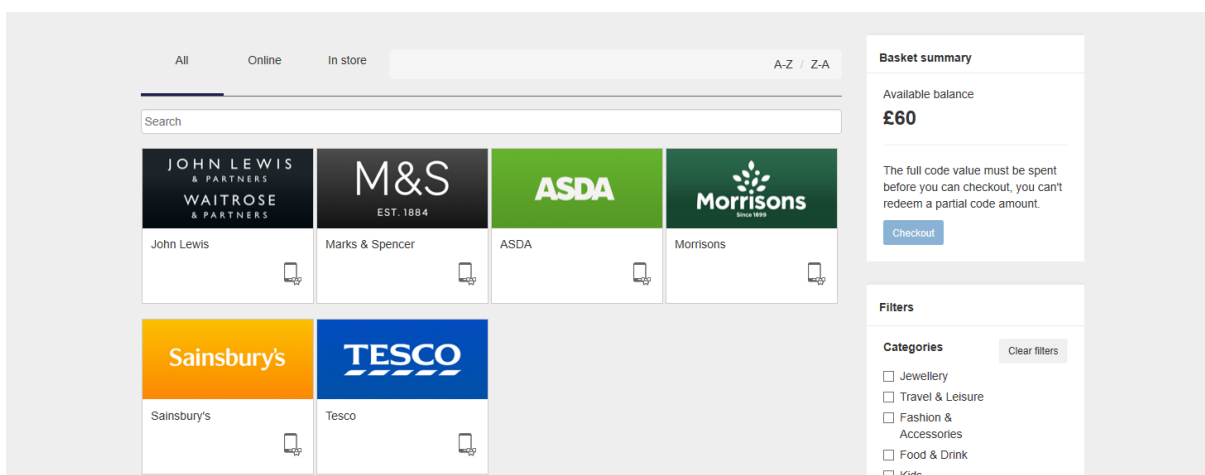 All
Online
In store
A-Z / Z-A
Search
JOHN LEWIS
& PARTNERS
WAITROSE
& PARTNERS
M&S
EST. 1884
ASDA
Morrisons
Since 1899
John Lewis
Marks & Spencer
ASDA
Morrisons
Sainsbury's
TESCO
Sainsbury's
Tesco
Basket summary
Available balance
£60
The full code value must be spent
before you can checkout, you can't
redeem a partial code amount.
Checkout
Filters
Categories
Clear filters
Jewellery
Travel & Leisure
Fashion &
Accessories
Food & Drink
Kids